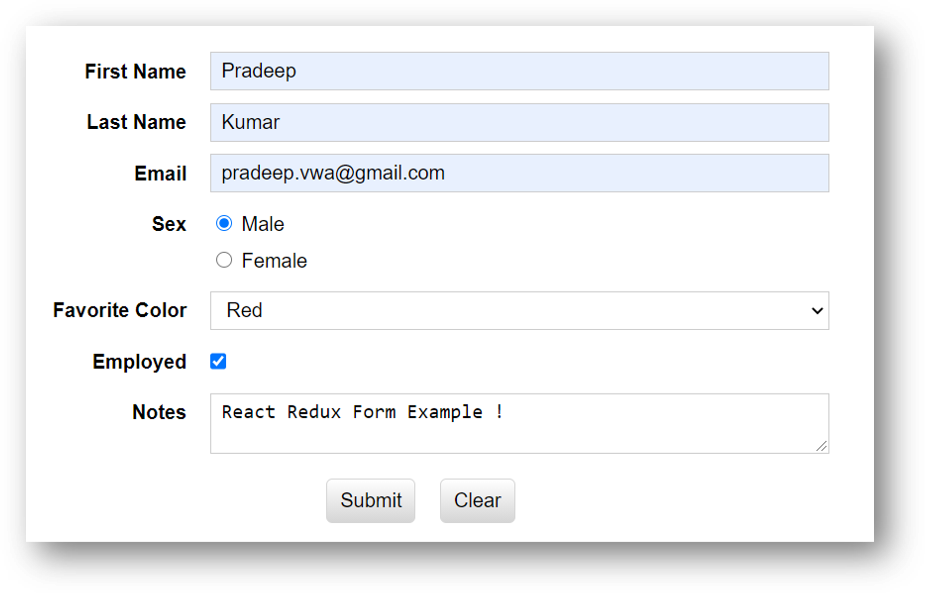 First Name Pradeep
Last Name Kumar
Email pradeep.vwa@gmail.com
Sex Male
Female
Favorite Color Red
Employed
Notes React Redux Form Example !
Submit Clear